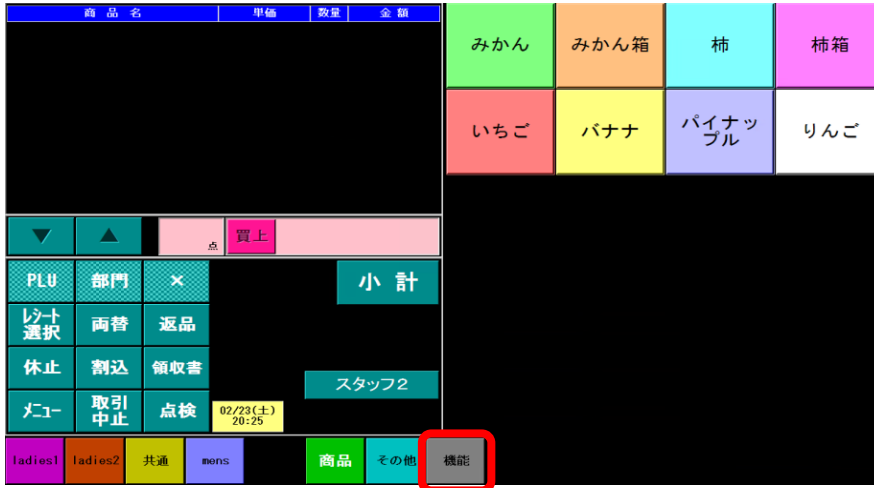 商品名 単価 数量 金額
みかん みかん箱 柿 柿箱
いちご バナナ パイナッ
プル りんご
▼ ▲ 点 買上
PLU 部門 × 小計
ﾚｼｰﾄ
選択 両替 返品
休止 割込 領収書
スタッフ2
ﾒﾆｭｰ 取引
中止 点検 02/23(土)
20:25
ladies1 ladies2 共通 mens 商品 その他 機能